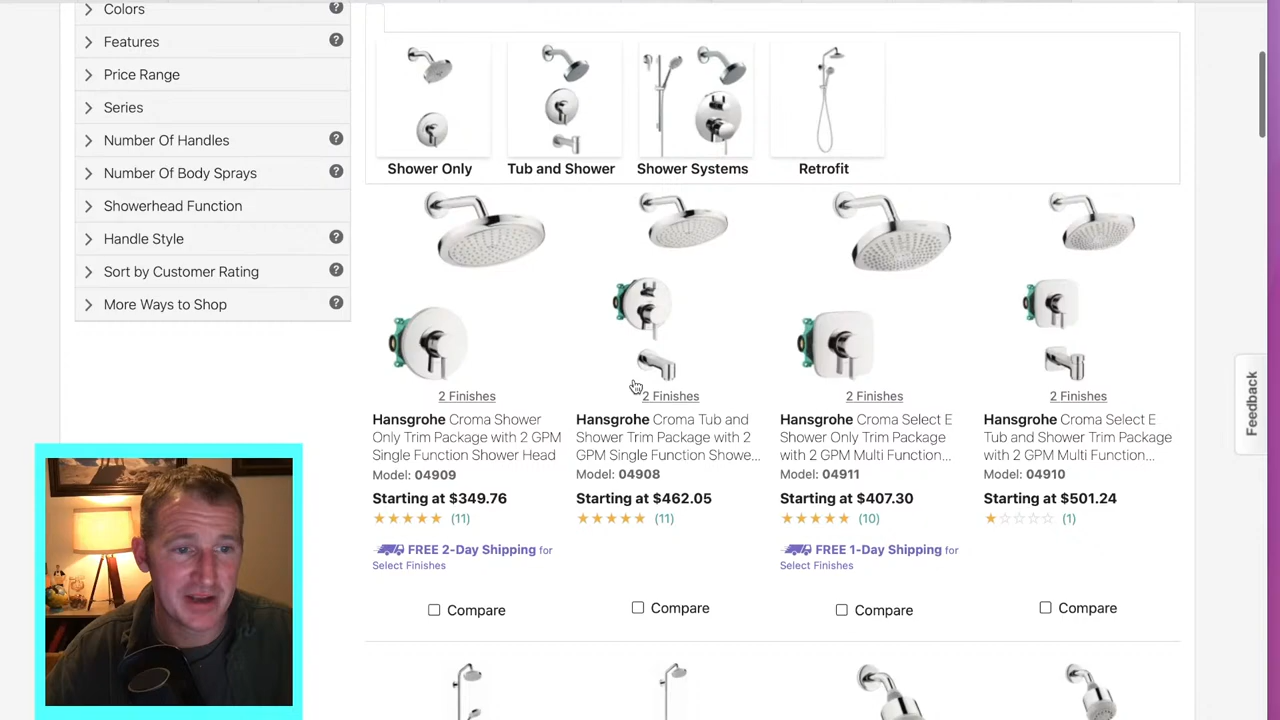 Colors
Features
Price Range
Series
Number Of Handles
Number Of Body Sprays
Showerhead Function
Handle Style
Sort by Customer Rating
More Ways to Shop
Shower Only
Tub and Shower
Shower Systems
Retrofit
2 Finishes
Hansgrohe Croma Shower
Only Trim Package with 2 GPM
Single Function Shower Head
Model: 04909
Starting at $349.76
(11)
FREE 2-Day Shipping for
Select Finishes
Compare
2 Finishes
Hansgrohe Croma Tub and
Shower Trim Package with 2
GPM Single Function Showe...
Model: 04908
Starting at $462.05
(11)
Compare
2 Finishes
Hansgrohe Croma Select E
Shower Only Trim Package
with 2 GPM Multi Function...
Model: 04911
Starting at $407.30
(10)
FREE 1-Day Shipping for
Select Finishes
Compare
2 Finishes
Hansgrohe Croma Select E
Tub and Shower Trim Package
with 2 GPM Multi Function...
Model: 04910
Starting at $501.24
(1)
Compare
Feedback